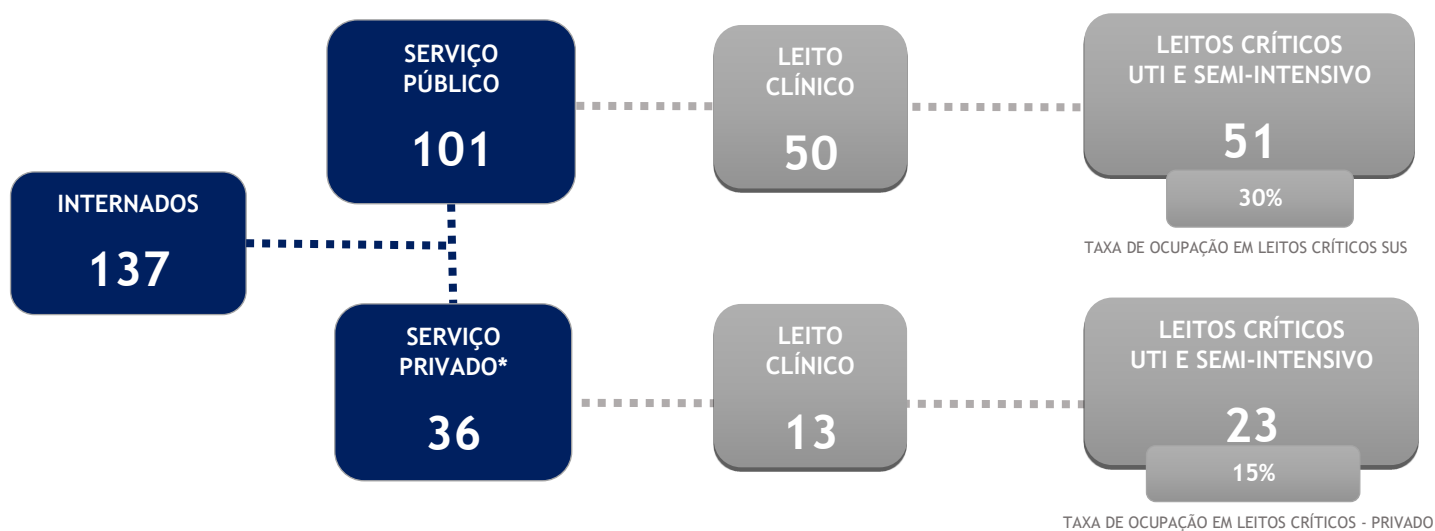 INTERNADOS
137
SERVIÇO
PÚBLICO
101
LEITO
CLÍNICO
50
LEITOS CRÍTICOS
UTI E SEMI-INTENSIVO
51
30%
TAXA DE OCUPAÇÃO EM LEITOS CRÍTICOS SUS
SERVIÇO
PRIVADO*
36
LEITO
CLÍNICO
13
LEITOS CRÍTICOS
UTI E SEMI-INTENSIVO
23
15%
TAXA DE OCUPAÇÃO EM LEITOS CRÍTICOS - PRIVADO